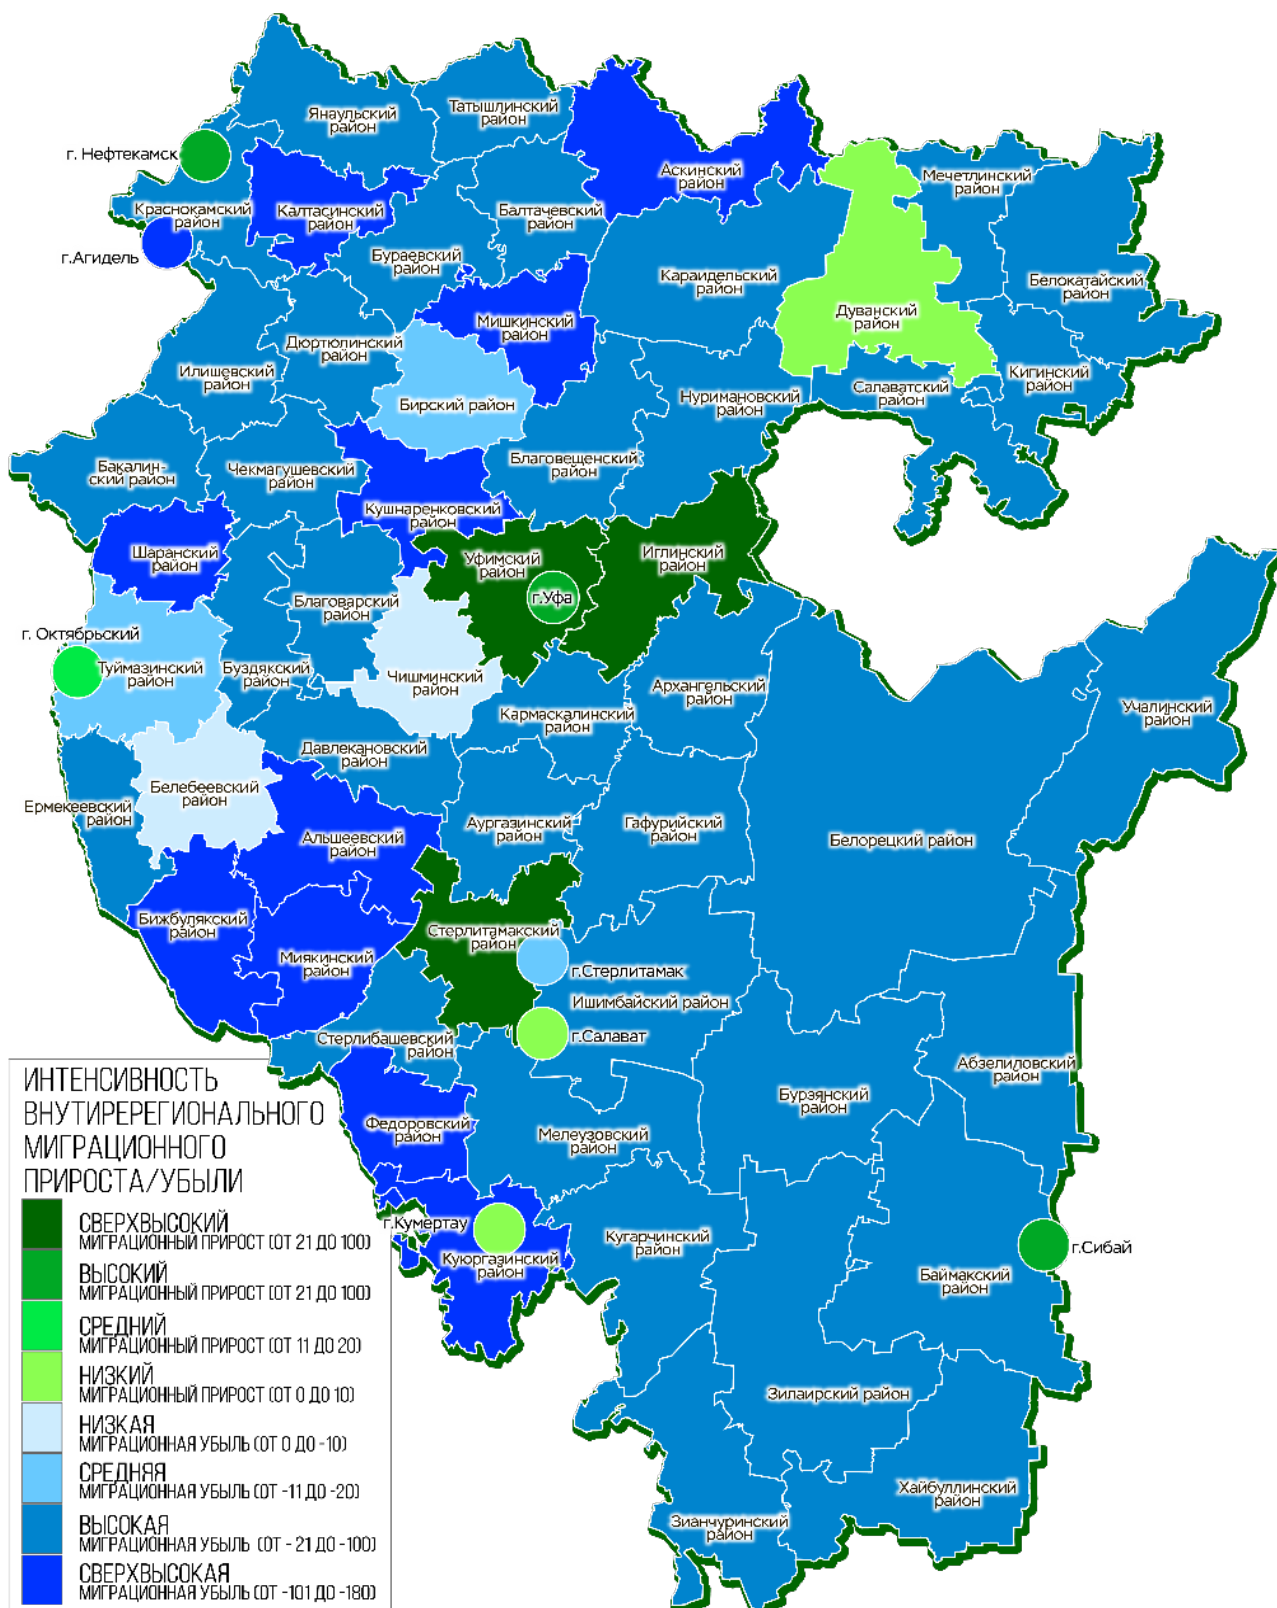 Янаульский
район
Татышлинский
район
г. Нефтекамск
Аскинский
район
Мечетлинский
район
Краснокамский
район
Калтасинский
район
Балтачевский
район
г.Агидель
Бураевский
район
Караидельский
район
Белокатайский
район
Мишкинский
район
Дуванский
район
Дюртюлинский
район
Илишевский
район
Кигинский
район
Салаватский
район
Бирский район
Нуримановский
район
Бакалин-
ский район
Чекмагушевский
район
Благовещенский
район
Кушнаренковский
район
Шаранский
район
Уфимский
район
Иглинский
район
г.Уфа
Благоварский
район
г. Октябрьский
Туймазинский
район
Буздякский
район
Чишминский
район
Архангельский
район
Кармаскалинский
район
Учалинский
район
Давлекановский
район
Белебеевский
район
Ермекеевский
район
Альшеевский
район
Аургазинский
район
Гафурийский
район
Белорецкий район
Бижбулякский
район
Стерлитамакский
район
Миякинский
район
г.Стерлитамак
Ишимбайский район
г.Салават
Стерлибашевский
район
Абзелиловский
район
Бурзянский
район
Федоровский
район
Мелеузовский
район
г.Кумертау
Куюргазинский
район
Кугарчинский
район
г.Сибай
Баймакский
район
Зилаирский район
Хайбуллинский
район
Зианчуринский
район
ИНТЕНСИВНОСТЬ
ВНУТИРЕРЕГИОНАЛЬНОГО
МИГРАЦИОННОГО
ПРИРОСТА/УБЫЛИ
СВЕРХВЫСОКИЙ
МИГРАЦИОННЫЙ ПРИРОСТ (ОТ 21 ДО 100)
ВЫСОКИЙ
МИГРАЦИОННЫЙ ПРИРОСТ (ОТ 21 ДО 100)
СРЕДНИЙ
МИГРАЦИОННЫЙ ПРИРОСТ (ОТ 11 ДО 20)
НИЗКИЙ
МИГРАЦИОННЫЙ ПРИРОСТ (ОТ 0 ДО 10)
НИЗКАЯ
МИГРАЦИОННАЯ УБЫЛЬ (ОТ 0 ДО -10)
СРЕДНЯЯ
МИГРАЦИОННАЯ УБЫЛЬ (ОТ -11 ДО -20)
ВЫСОКАЯ
МИГРАЦИОННАЯ УБЫЛЬ (ОТ - 21 ДО -100)
СВЕРХВЫСОКАЯ
МИГРАЦИОННАЯ УБЫЛЬ (ОТ -101 ДО -180)